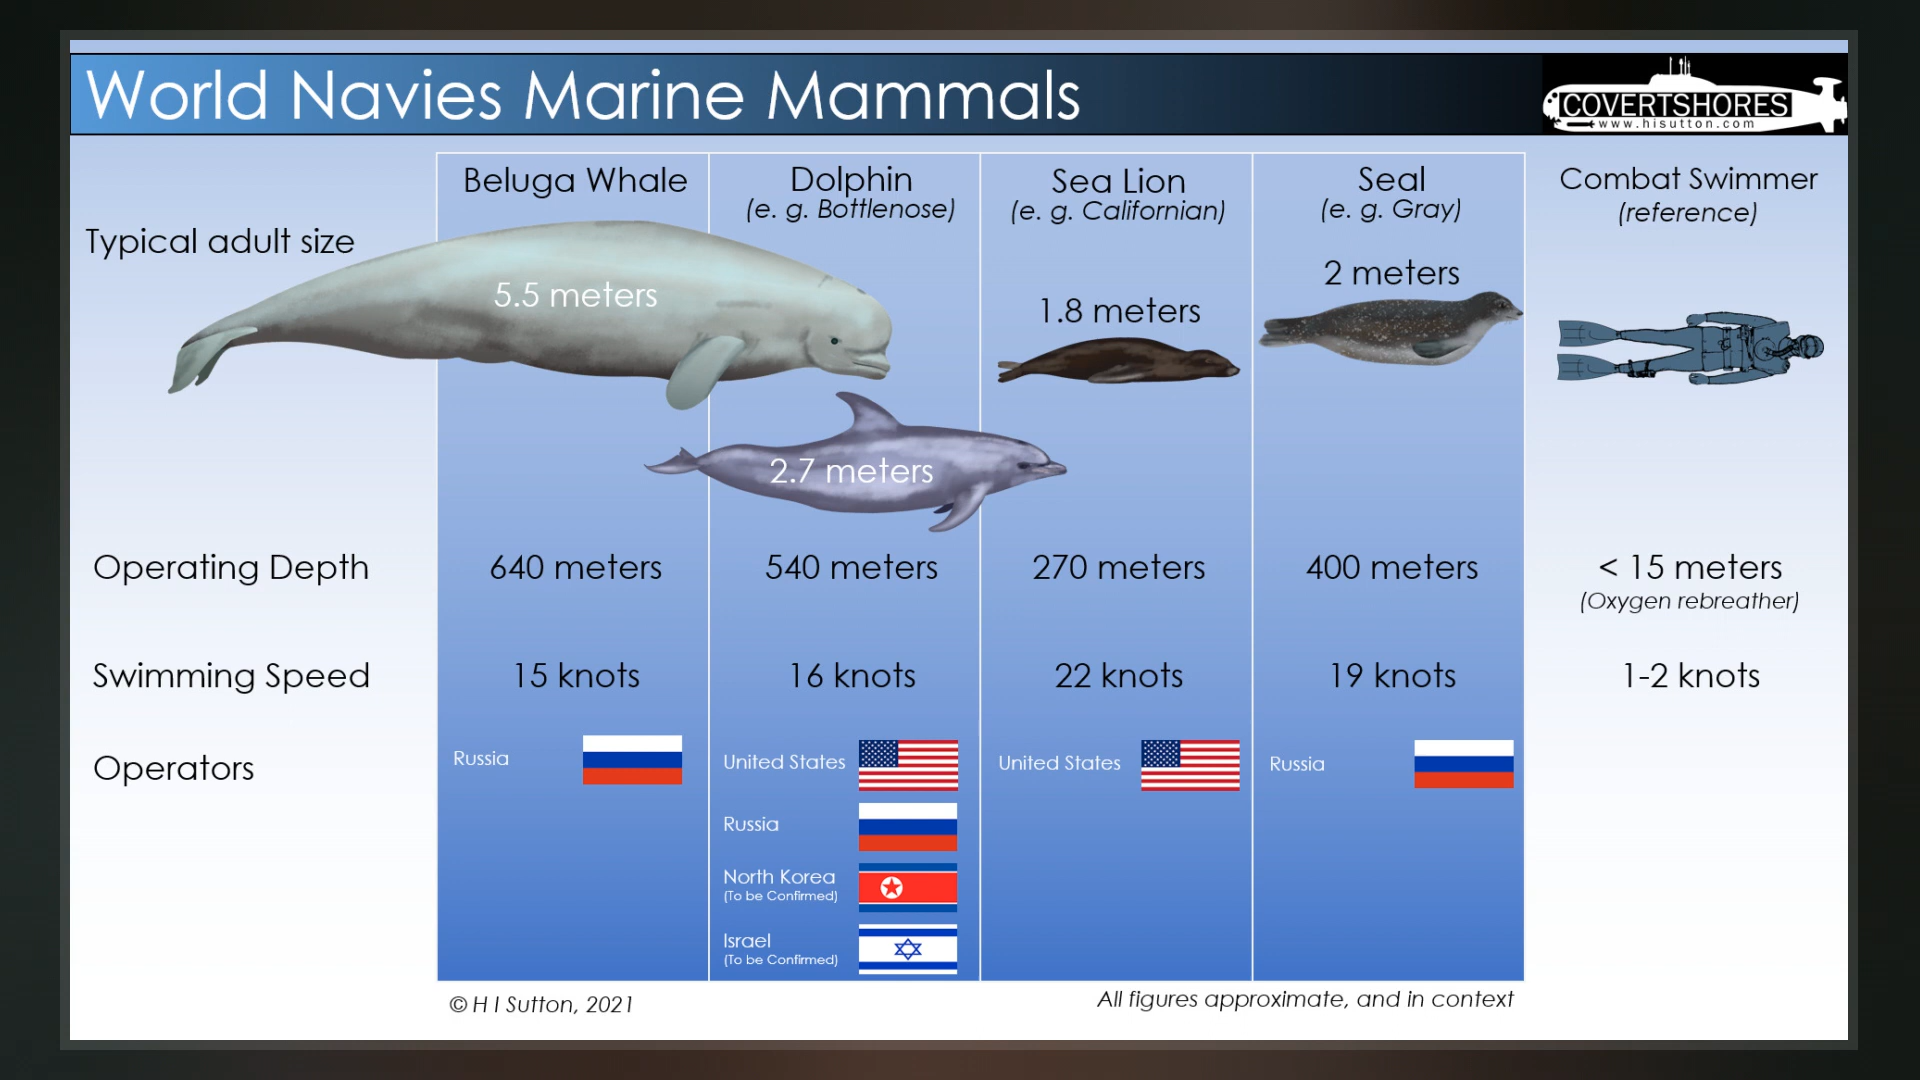 World Navies Marine Mammals
COVERTSHORES
www.hisutton.com
Beluga Whale
Dolphin
(e. g. Bottlenose)
Sea Lion
(e. g. Californian)
Seal
(e. g. Gray)
Combat Swimmer
(reference)
Typical adult size
5.5 meters
2.7 meters
1.8 meters
2 meters
Operating Depth
640 meters
540 meters
270 meters
400 meters
< 15 meters
(Oxygen rebreather)
Swimming Speed
15 knots
16 knots
22 knots
19 knots
1-2 knots
Operators
Russia
United States
Russia
North Korea
(To be Confirmed)
Israel
(To be Confirmed)
United States
Russia
© H I Sutton, 2021
All figures approximate, and in context